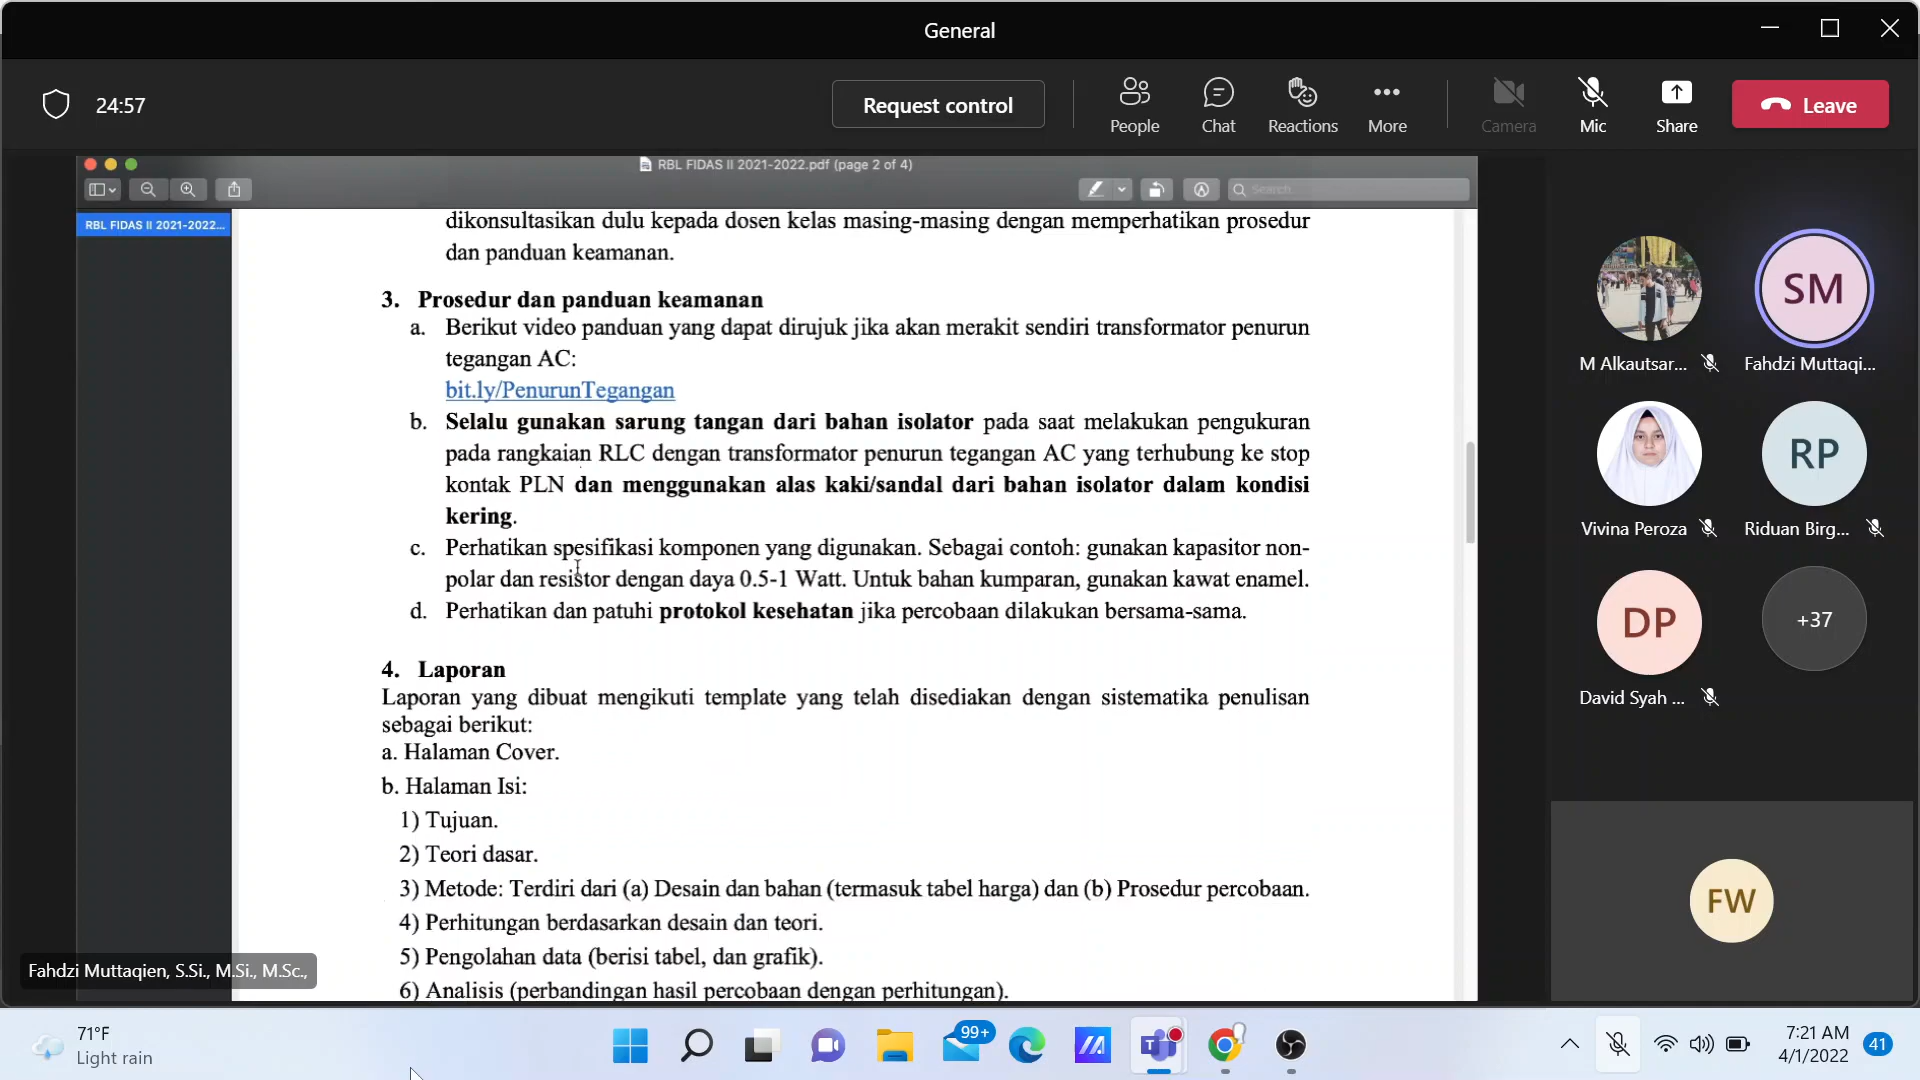 General
24:57
Request control
People
Chat
Reactions
More
Camera
Mic
Share
Leave
RBL FIDAS II 2021-2022.pdf (page 2 of 4)
Search
RBL FIDAS II 2021-2022...
dikonsultasikan dulu kepada dosen kelas masing-masing dengan memperhatikan prosedur
dan panduan keamanan.
3. Prosedur dan panduan keamanan
a. Berikut video panduan yang dapat dirujuk jika akan merakit sendiri transformator penurun
tegangan AC:
bit.ly/PenurunTegangan
b. Selalu gunakan sarung tangan dari bahan isolator pada saat melakukan pengukuran
pada rangkaian RLC dengan transformator penurun tegangan AC yang terhubung ke stop
kontak PLN dan menggunakan alas kaki/sandal dari bahan isolator dalam kondisi
kering.
c. Perhatikan spesifikasi komponen yang digunakan. Sebagai contoh: gunakan kapasitor non-
polar dan resistor dengan daya 0.5-1 Watt. Untuk bahan kumparan, gunakan kawat enamel.
d. Perhatikan dan patuhi protokol kesehatan jika percobaan dilakukan bersama-sama.
4. Laporan
Laporan yang dibuat mengikuti template yang telah disediakan dengan sistematika penulisan
sebagai berikut:
a. Halaman Cover.
b. Halaman Isi:
1) Tujuan.
2) Teori dasar.
3) Metode: Terdiri dari (a) Desain dan bahan (termasuk tabel harga) dan (b) Prosedur percobaan.
4) Perhitungan berdasarkan desain dan teori.
5) Pengolahan data (berisi tabel, dan grafik).
6) Analisis (perbandingan hasil percobaan dengan perhitungan).
Fahdzi Muttaqien, S.Si., M.Si., M.Sc.,
M Alkautsar...
SM
Fahdzi Muttaqi...
Vivina Peroza
RP
Riduan Birg...
DP
David Syah ...
+37
FW
71°F
Light rain
99+
T
7:21 AM
4/1/2022
41